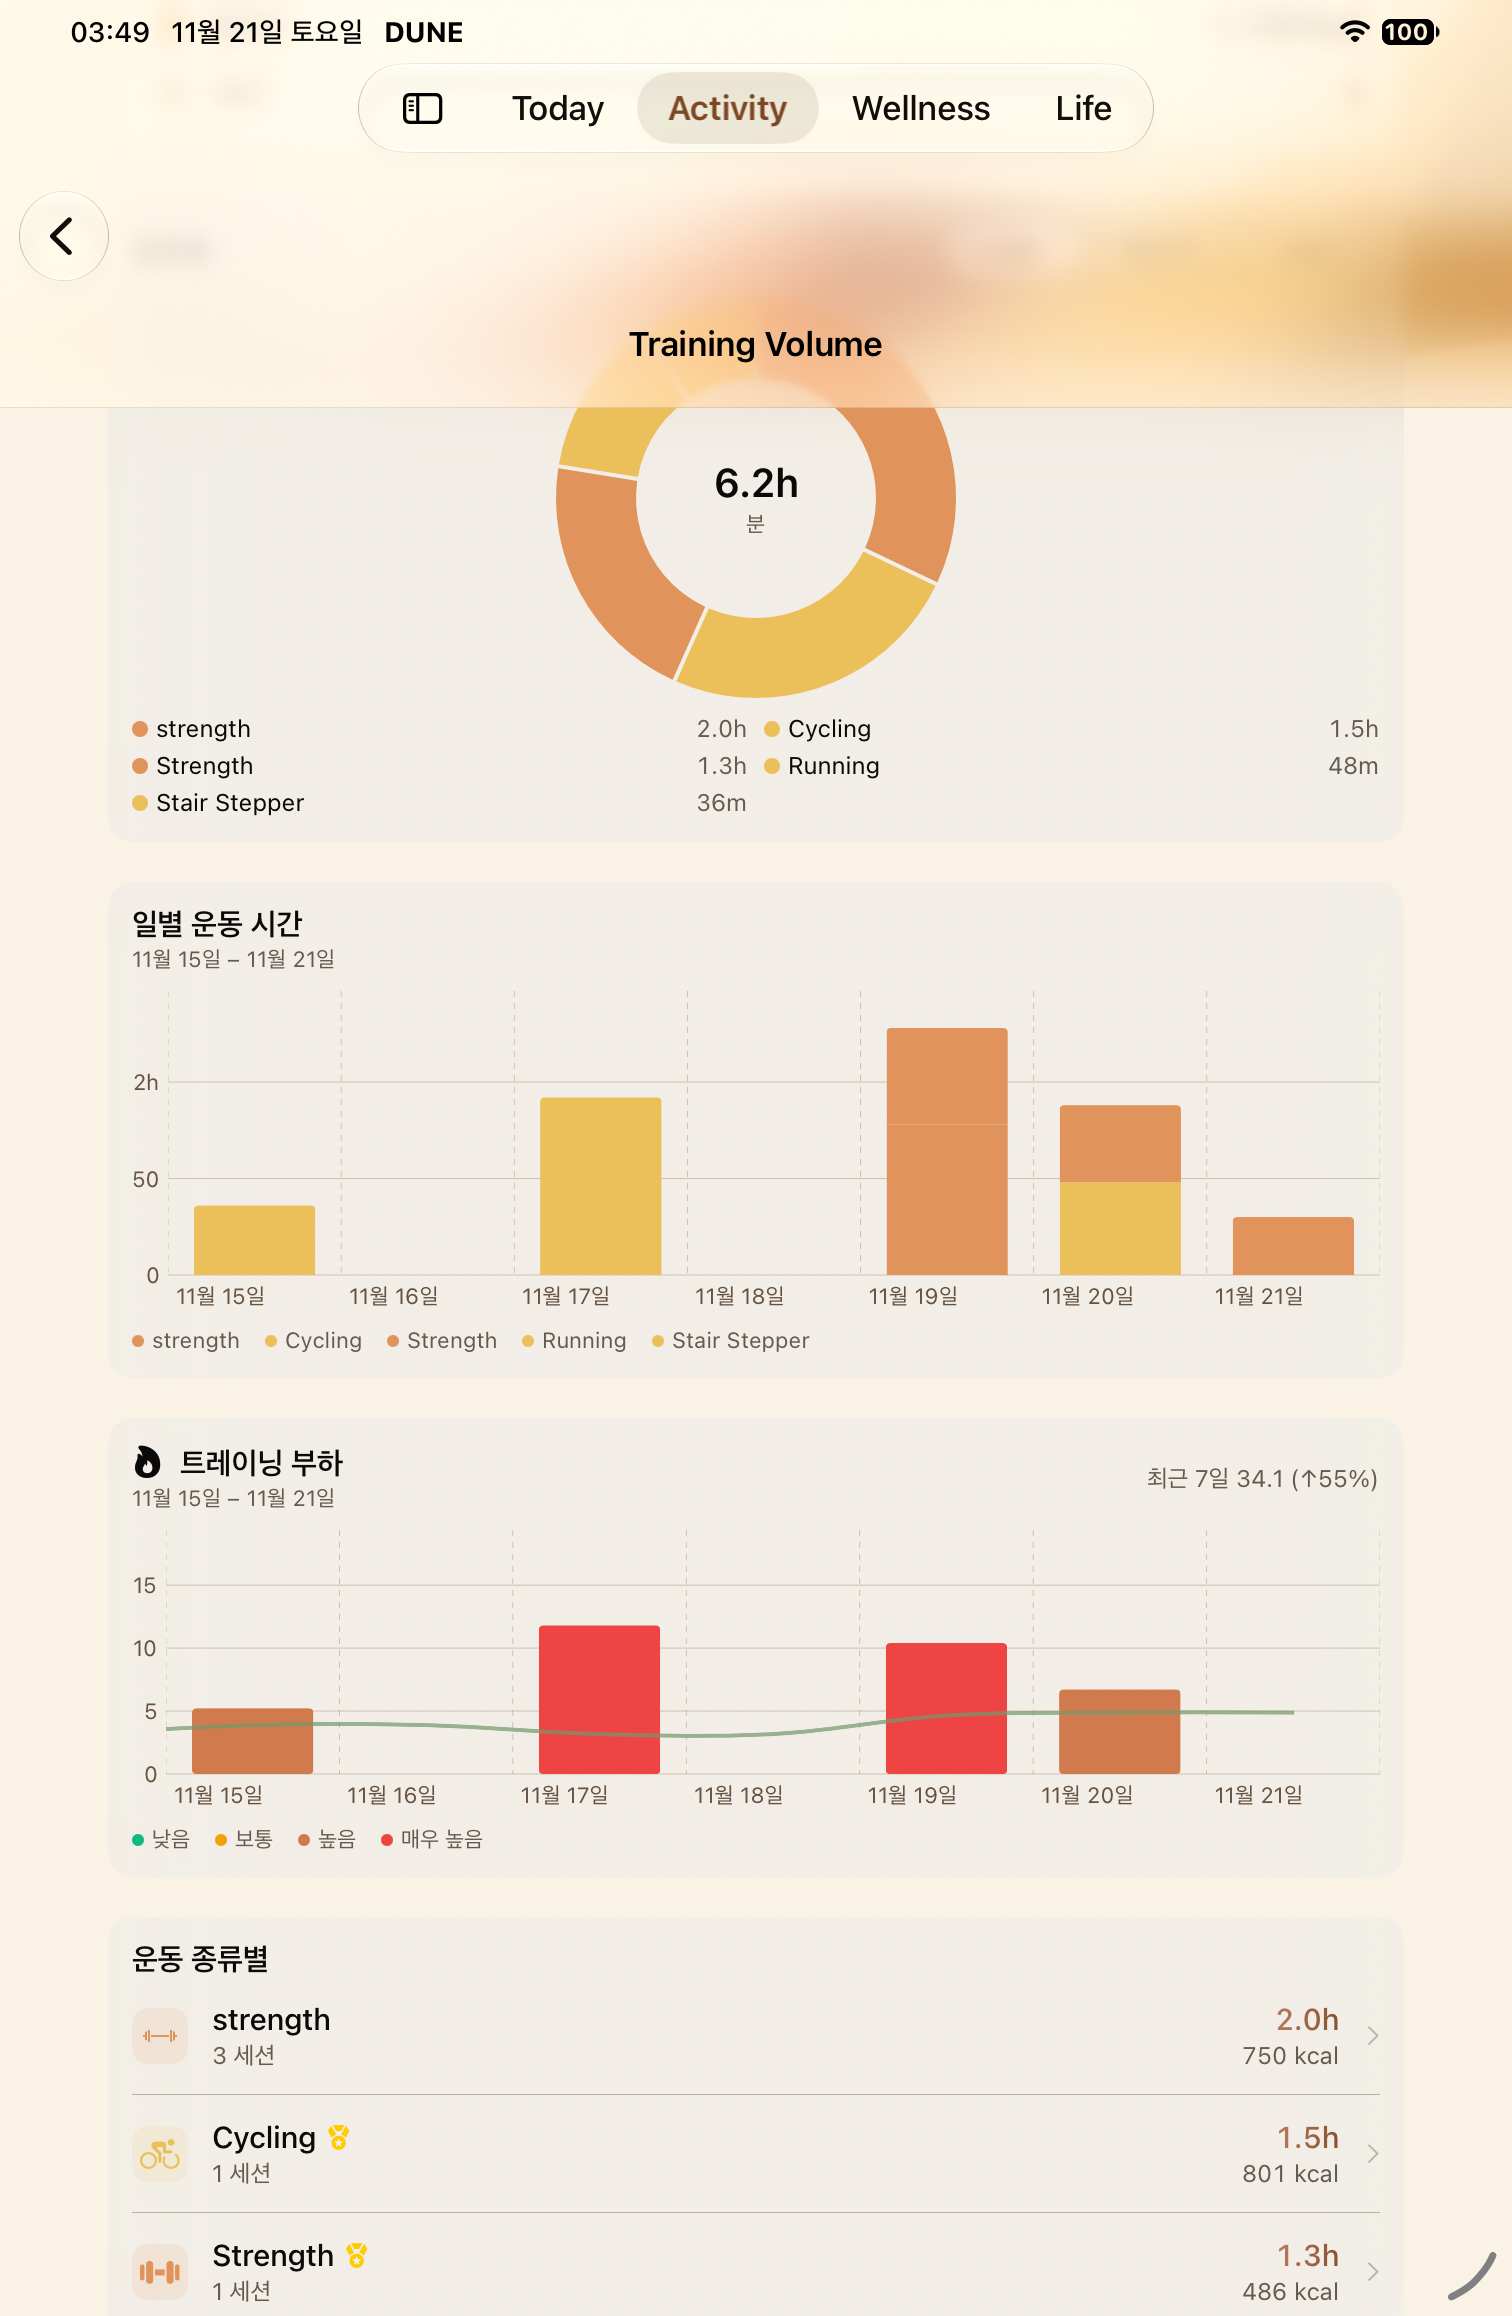 03:49 11월 21일 토요일 DUNE 100
Today Activity Wellness Life
Training Volume
6.2h
분
strength 2.0h Cycling 1.5h
Strength 1.3h Running 48m
Stair Stepper 36m
일별 운동 시간
11월 15일 – 11월 21일
2h
50
0
11월 15일 11월 16일 11월 17일 11월 18일 11월 19일 11월 20일 11월 21일
strength Cycling Strength Running Stair Stepper
트레이닝 부하
최근 7일 34.1 (↑55%)
11월 15일 – 11월 21일
15
10
5
0
11월 15일 11월 16일 11월 17일 11월 18일 11월 19일 11월 20일 11월 21일
낮음 보통 높음 매우 높음
운동 종류별
strength 2.0h
3 세션 750 kcal
Cycling 1.5h
1 세션 801 kcal
Strength 1.3h
1 세션 486 kcal